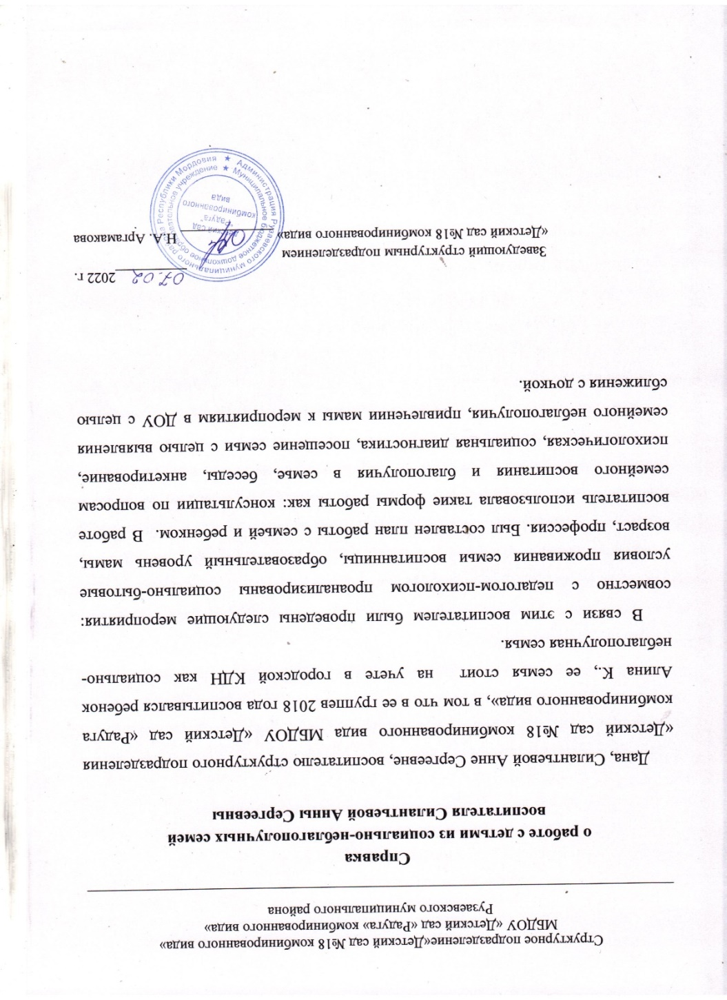 Структурное подразделение«Детский сад №18 комбинированного вида»
МБДОУ «Детский сад «Радуга» комбинированного вида»
Рузаевского муниципального района
Справка
о работе с детьми из социально-неблагополучных семей
воспитателя Силантьевой Анны Сергеевны
Дана, Силантьевой Анне Сергеевне, воспитателю структурного подразделения
«Детский сад №18 комбинированного вида МБДОУ «Детский сад «Радуга
комбинированного вида», в том что в ее группев 2018 года воспитывался ребенок
Алина К., ее семья стоит на учете в городской КДН как социально-
неблагополучная семья.
В связи с этим воспитателем были проведены следующие мероприятия:
совместно с педагогом-психологом проанализированы социально-бытовые
условия проживания семьи воспитанницы, образовательный уровень мамы,
возраст, профессия. Был составлен план работы с семьей и ребенком. В работе
воспитатель использовала такие формы работы как: консультации по вопросам
семейного воспитания и благополучия в семье, беседы, анкетирование,
психологическая, социальная диагностика, посещение семьи с целью выявления
семейного неблагополучия, привлечении мамы к мероприятиям в ДОУ с целью
сближения с дочкой.
07.02 2022 г.
Заведующий структурным подразделением
«Детский сад №18 комбинированного вида» Н.А. Аргамакова
Администрация Рузаевского муниципального района Республики Мордовия
Муниципальное бюджетное дошкольное образовательное учреждение
"Детский сад
"Радуга"
комбинированного
вида